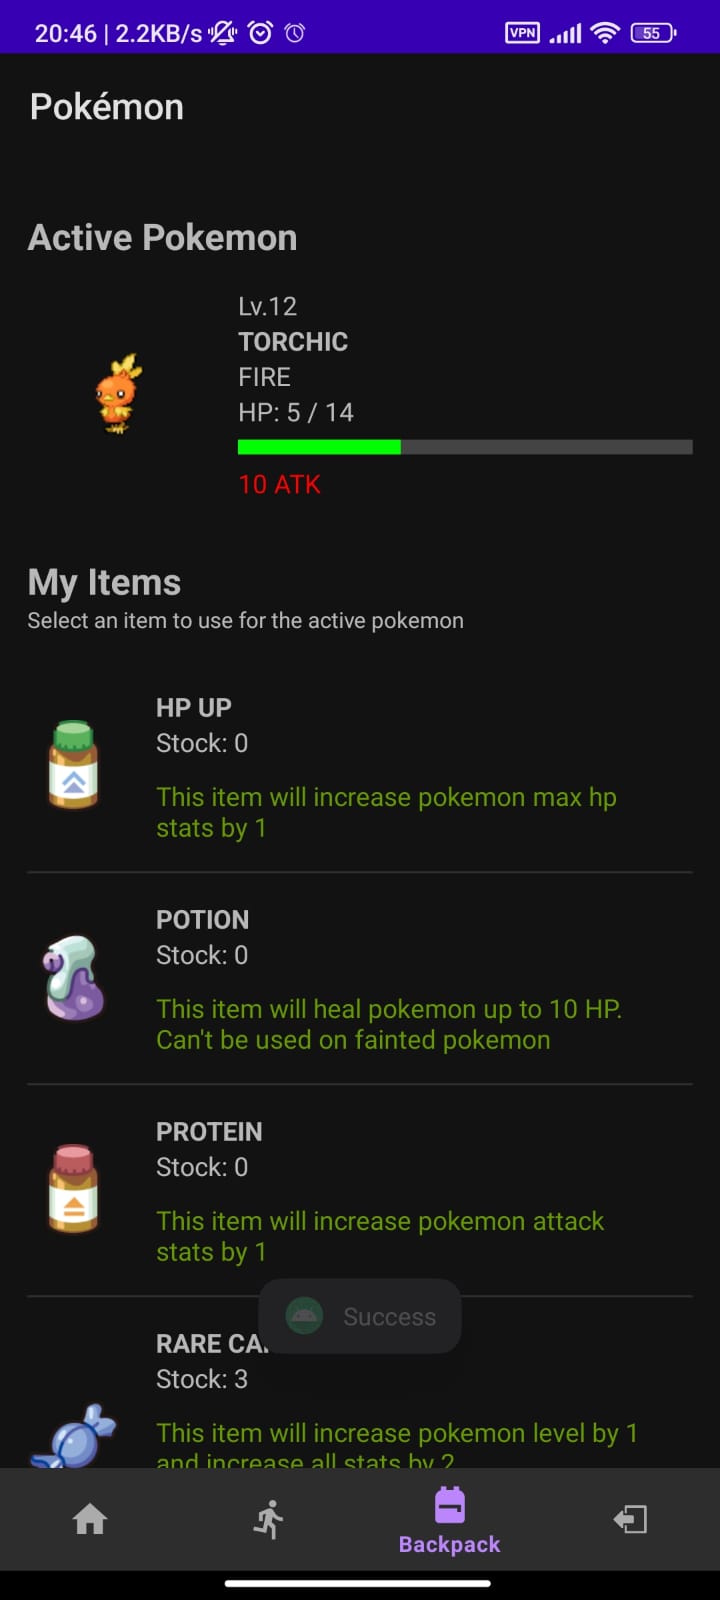 20:46 | 2.2KB/s
VPN
55
Pokémon
Active Pokemon
Lv.12
TORCHIC
FIRE
HP: 5 / 14
10 ATK
My Items
Select an item to use for the active pokemon
HP UP
Stock: 0
This item will increase pokemon max hp
stats by 1
POTION
Stock: 0
This item will heal pokemon up to 10 HP.
Can't be used on fainted pokemon
PROTEIN
Stock: 0
This item will increase pokemon attack
stats by 1
Success
RARE
Stock: 3
This item will increase pokemon level by 1
and increase all stats by 2
Backpack